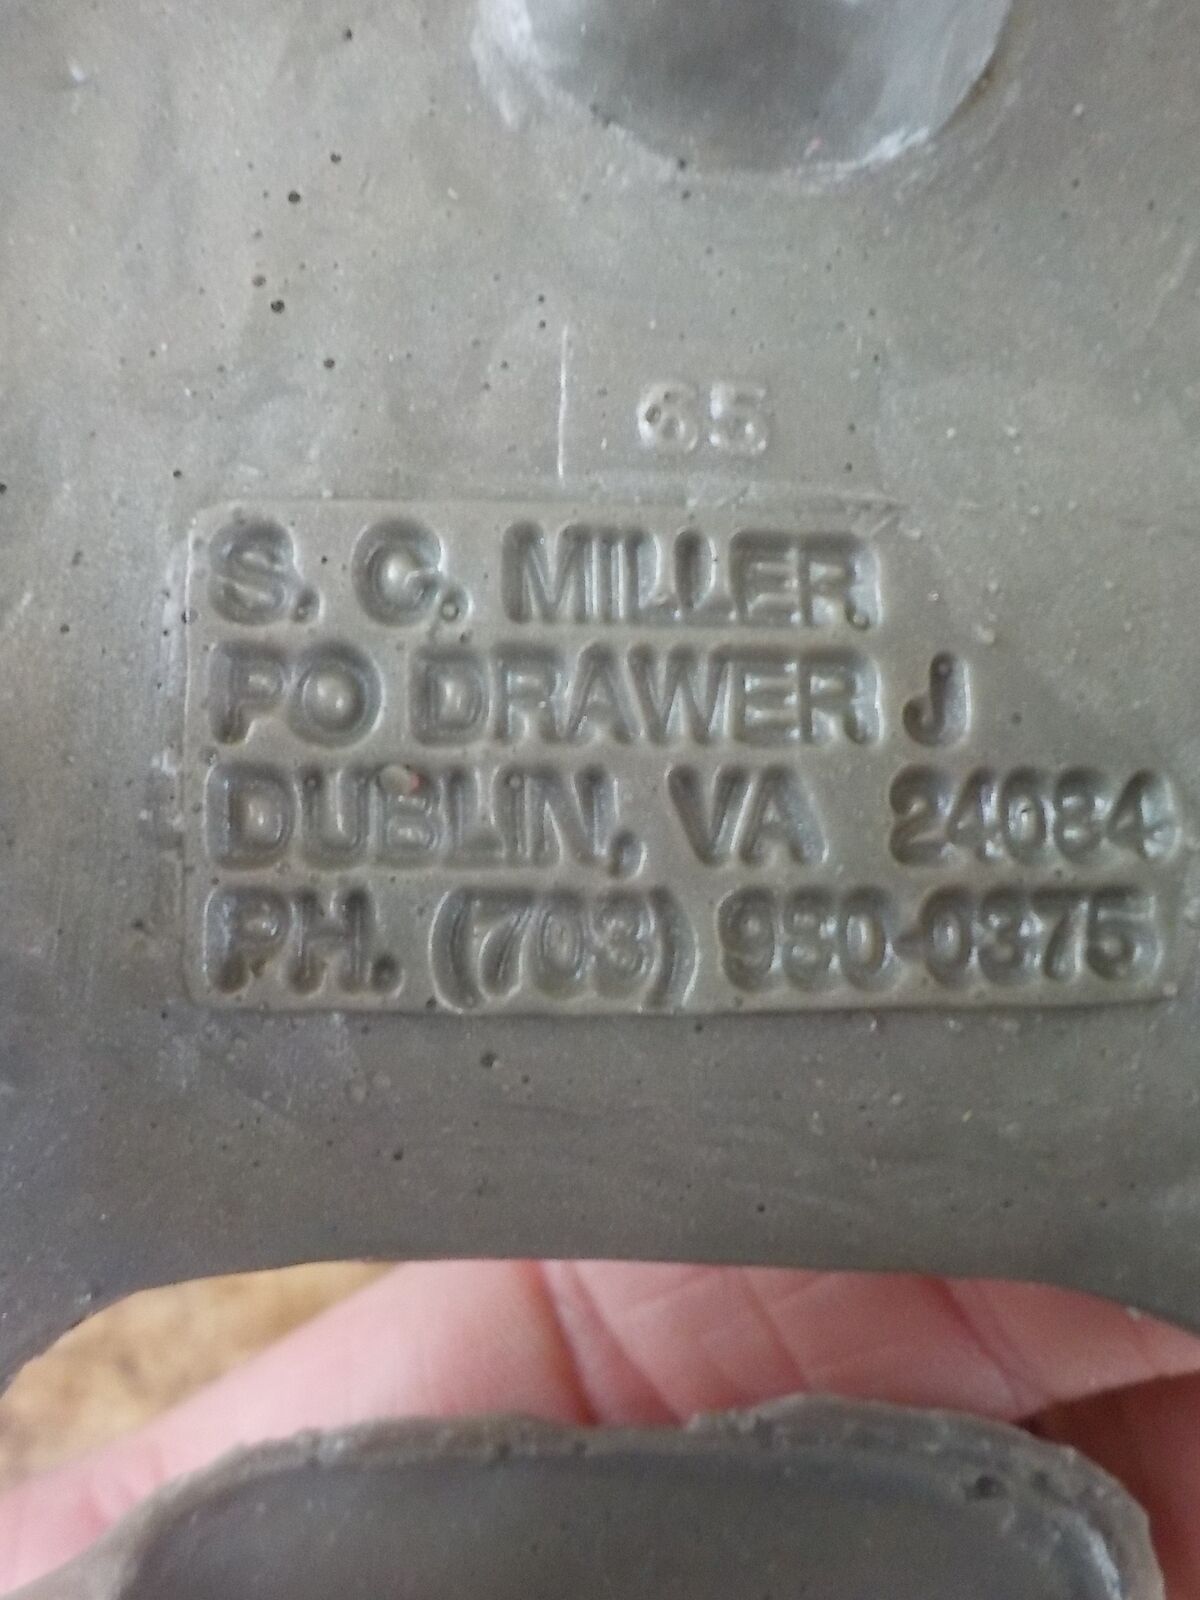 65
S. C. MILLER
PO DRAWER J
DUBLIN, VA 24084
PH. (703) 980-0375